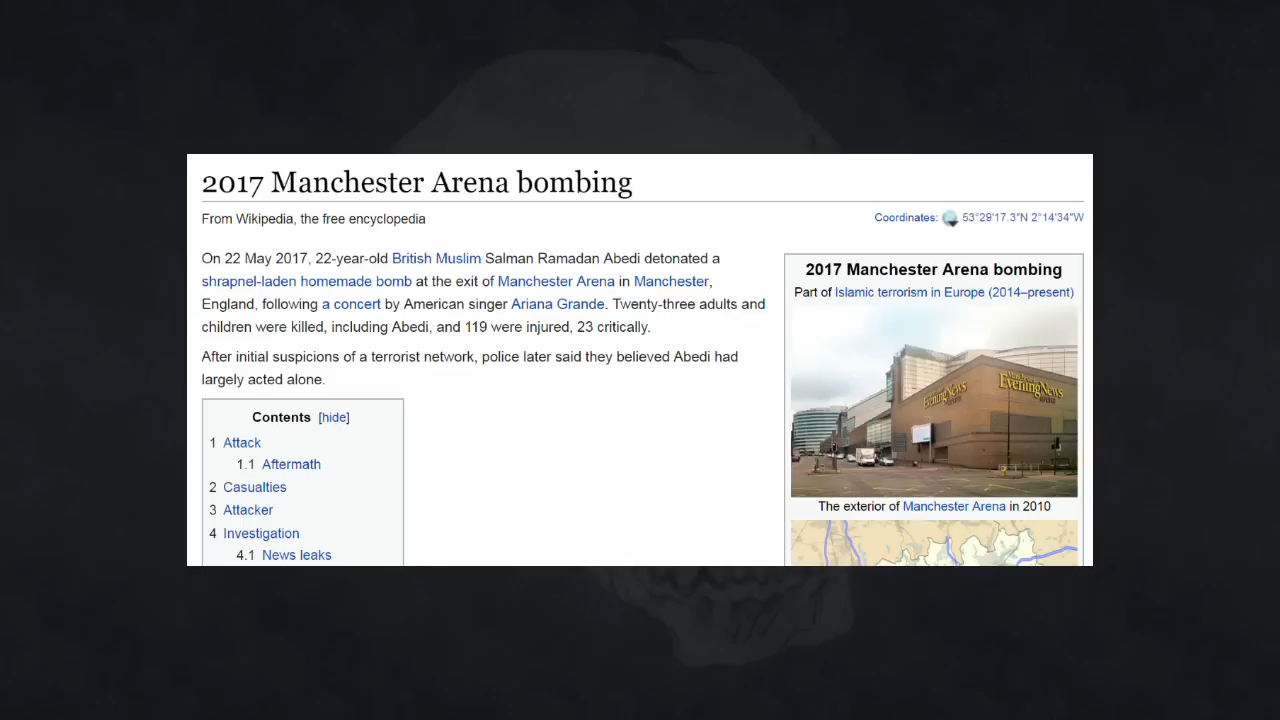 2017 Manchester Arena bombing
From Wikipedia, the free encyclopedia
Coordinates: 53°29′17.3″N 2°14′34″W
On 22 May 2017, 22-year-old British Muslim Salman Ramadan Abedi detonated a
shrapnel-laden homemade bomb at the exit of Manchester Arena in Manchester,
England, following a concert by American singer Ariana Grande. Twenty-three adults and
children were killed, including Abedi, and 119 were injured, 23 critically.
After initial suspicions of a terrorist network, police later said they believed Abedi had
largely acted alone.
Contents [hide]
1 Attack
1.1 Aftermath
2 Casualties
3 Attacker
4 Investigation
4.1 News leaks
2017 Manchester Arena bombing
Part of Islamic terrorism in Europe (2014–present)
Evening News
Manchester
Evening News
The exterior of Manchester Arena in 2010